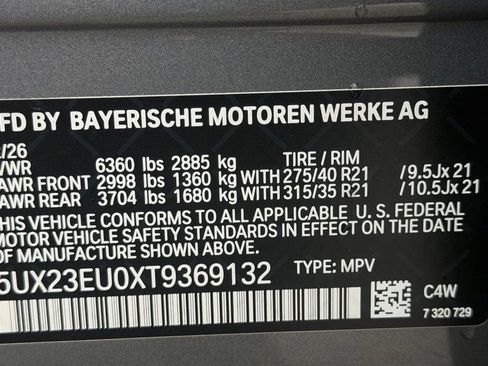 FD BY BAYERISCHE MOTOREN WERKE AG
/26
VWR 6360 lbs 2885 kg TIRE / RIM
AWR FRONT 2998 lbs 1360 kg WITH 275/40 R21 /9.5Jx 21
AWR REAR 3704 lbs 1680 kg WITH 315/35 R21 /10.5Jx 21
THIS VEHICLE CONFORMS TO ALL APPLICABLE U. S. FEDERAL
MOTOR VEHICLE SAFETY STANDARDS IN EFFECT ON THE
DATE OF MANUFACTURE SHOWN ABOVE.
5UX23EU0XT9369132 TYPE: MPV
C4W
7 320 729